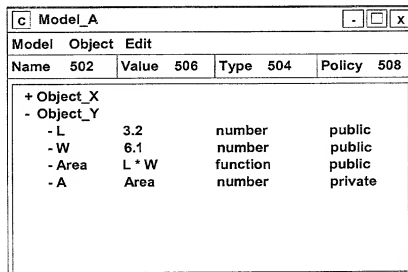 C Model_A - X
Model Object Edit
Name 502 Value 506 Type 504 Policy 508
+ Object_X
- Object_Y
- L 3.2 number public
- W 6.1 number public
- Area L * W function public
- A Area number private